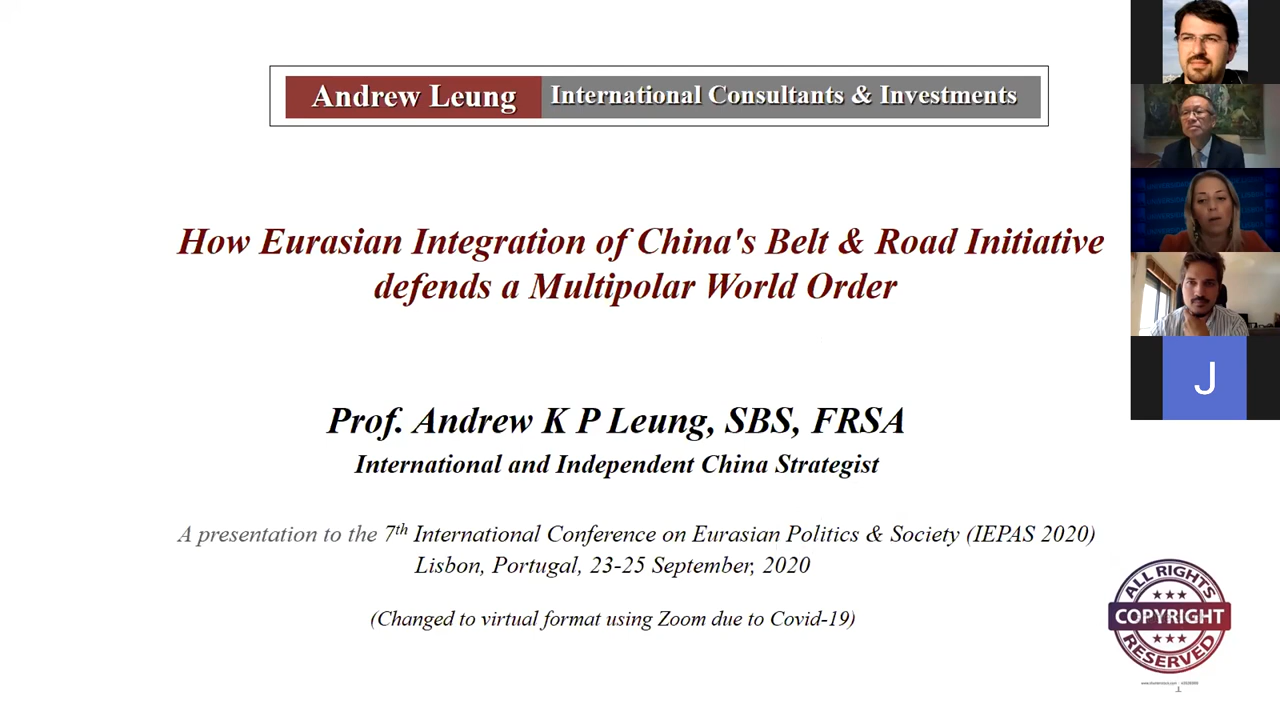 Andrew Leung International Consultants & Investments
How Eurasian Integration of China's Belt & Road Initiative
defends a Multipolar World Order
Prof. Andrew K P Leung, SBS, FRSA
International and Independent China Strategist
A presentation to the 7th International Conference on Eurasian Politics & Society (IEPAS 2020)
Lisbon, Portugal, 23-25 September, 2020
(Changed to virtual format using Zoom due to Covid-19)
J
ALL RIGHTS
COPYRIGHT
RESERVED